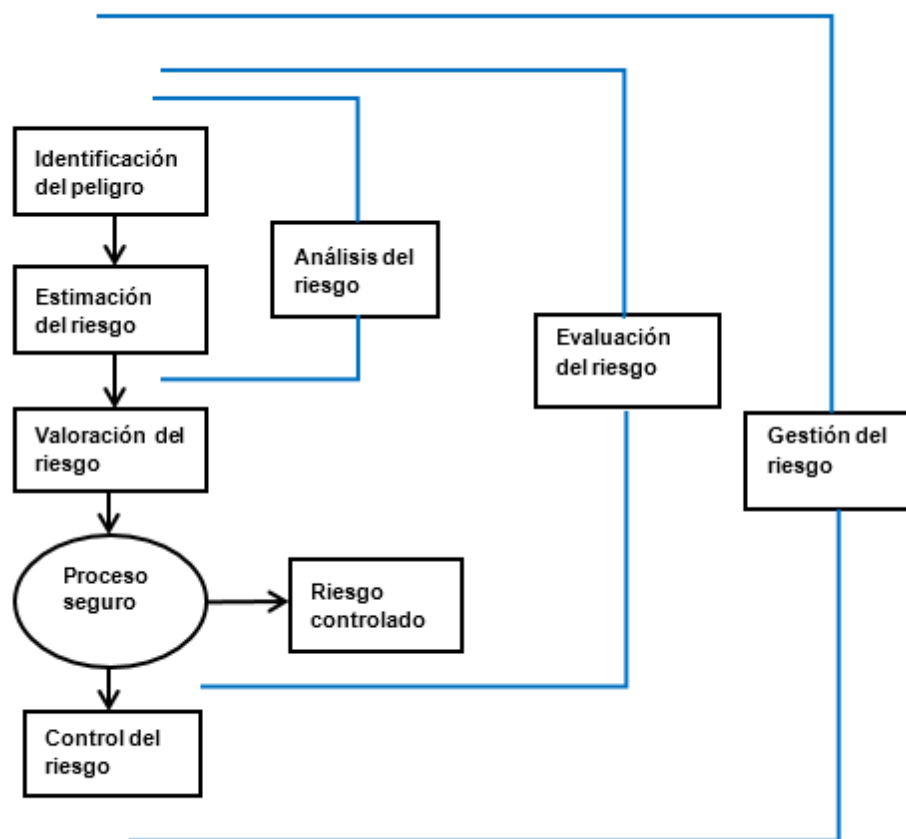 Identificación
del peligro
Análisis del
riesgo
Estimación
del riesgo
Evaluación
del riesgo
Valoración del
riesgo
Gestión del
riesgo
Proceso
seguro
Riesgo
controlado
Control del
riesgo